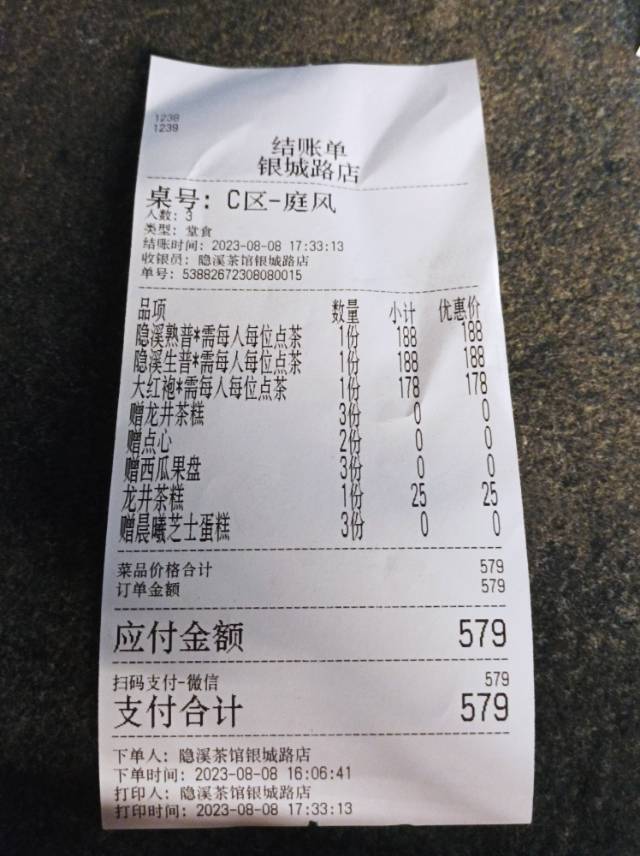 1238
1239
结账单
银城路店
桌号: C区-庭风
人数: 3
类型: 堂食
结账时间: 2023-08-08 17:33:13
收银员: 隐溪茶馆银城路店
单号: 53882672308080015
品项 数量 小计 优惠价
隐溪熟普*需每人每位点茶 1份 188 188
隐溪生普*需每人每位点茶 1份 188 188
大红袍*需每人每位点茶 1份 178 178
赠龙井茶糕 3份 0 0
赠点心 2份 0 0
赠西瓜果盘 3份 0 0
龙井茶糕 1份 25 25
赠晨曦芝士蛋糕 3份 0 0
菜品价格合计 579
订单金额 579
应付金额 579
扫码支付-微信 579
支付合计 579
下单人: 隐溪茶馆银城路店
下单时间: 2023-08-08 16:06:41
打印人: 隐溪茶馆银城路店
打印时间: 2023-08-08 17:33:13